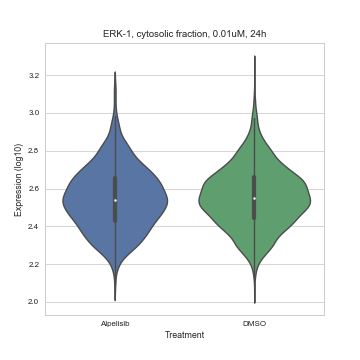 ERK-1, cytosolic fraction, 0.01uM, 24h
3.2
3.0
2.8
2.6
2.4
2.2
2.0
Expression (log10)
Alpelisib
DMSO
Treatment